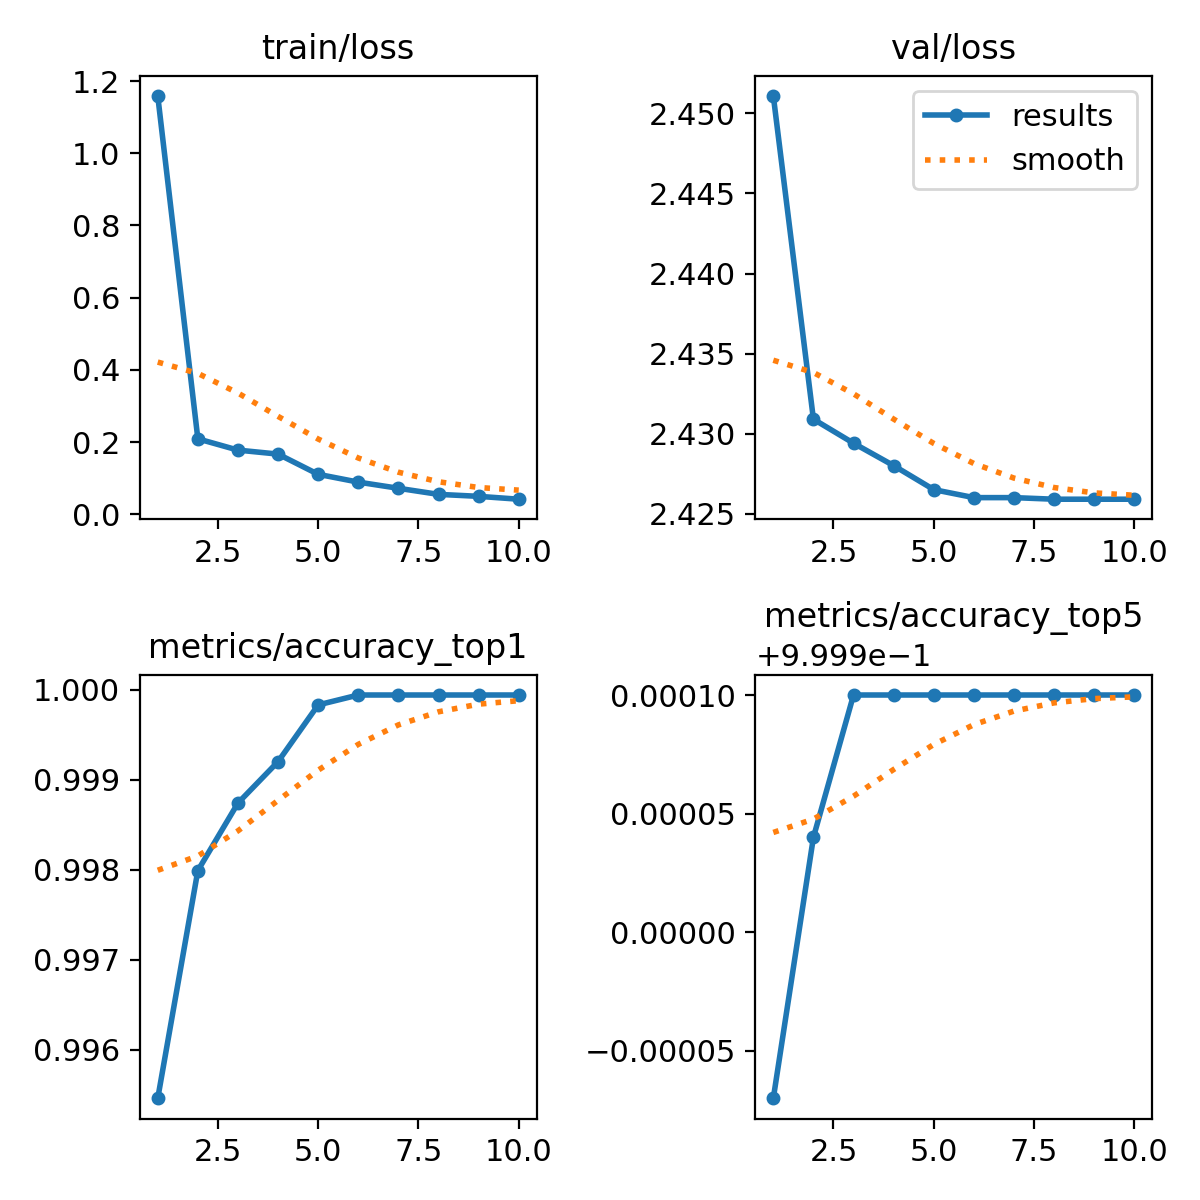 train/loss
1.2
1.0
0.8
0.6
0.4
0.2
0.0
2.5 5.0 7.5 10.0
val/loss
results
smooth
2.450
2.445
2.440
2.435
2.430
2.425
2.5 5.0 7.5 10.0
metrics/accuracy_top1
1.000
0.999
0.998
0.997
0.996
2.5 5.0 7.5 10.0
metrics/accuracy_top5
+9.999e−1
0.00010
0.00005
0.00000
−0.00005
2.5 5.0 7.5 10.0